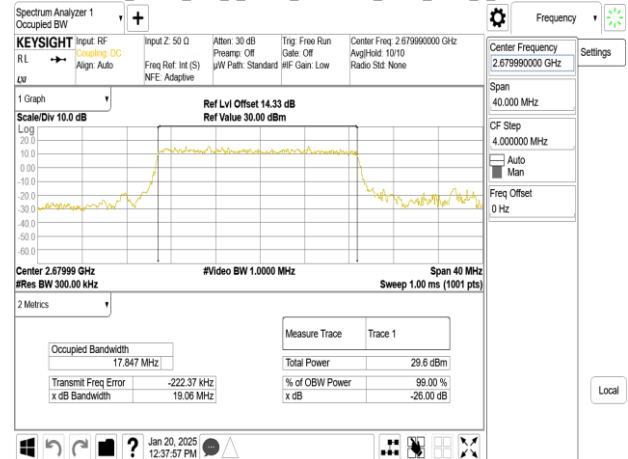 Spectrum Analyzer 1
Occupied BW
Frequency
KEYSIGHT
Input: RF
Coupling: DC
Align: Auto
Input Z: 50 Ω
Freq Ref: Int (S)
NFE: Adaptive
Atten: 30 dB
Preamp: Off
µW Path: Standard
Trig: Free Run
Gate: Off
#IF Gain: Low
Center Freq: 2.679990000 GHz
Avg|Hold: 10/10
Radio Std: None
RL
LXI
Center Frequency
2.679990000 GHz
Settings
Span
40.000 MHz
CF Step
4.000000 MHz
Auto
Man
Freq Offset
0 Hz
Local
1 Graph
Scale/Div 10.0 dB
Ref Lvl Offset 14.33 dB
Ref Value 30.00 dBm
Log
20.0
10.0
0.00
-10.0
-20.0
-30.0
-40.0
-50.0
-60.0
Center 2.67999 GHz
#Video BW 1.0000 MHz
Span 40 MHz
#Res BW 300.00 kHz
Sweep 1.00 ms (1001 pts)
2 Metrics
Measure Trace
Trace 1
Occupied Bandwidth
17.847 MHz
Total Power
29.6 dBm
Transmit Freq Error
-222.37 kHz
% of OBW Power
99.00 %
x dB Bandwidth
19.06 MHz
x dB
-26.00 dB
?
Jan 20, 2025
12:37:57 PM